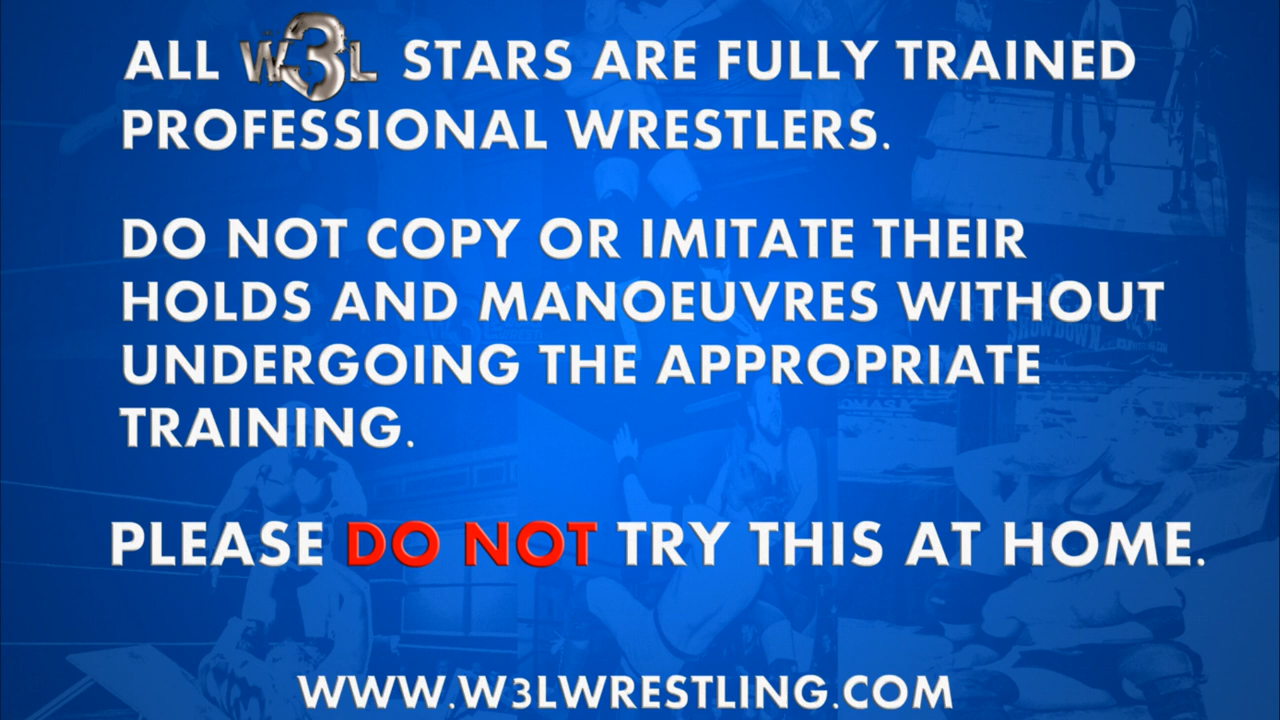 ALL W3L STARS ARE FULLY TRAINED
PROFESSIONAL WRESTLERS.
DO NOT COPY OR IMITATE THEIR
HOLDS AND MANOEUVRES WITHOUT
UNDERGOING THE APPROPRIATE
TRAINING.
PLEASE DO NOT TRY THIS AT HOME.
WWW.W3LWRESTLING.COM
SHOWDOWN